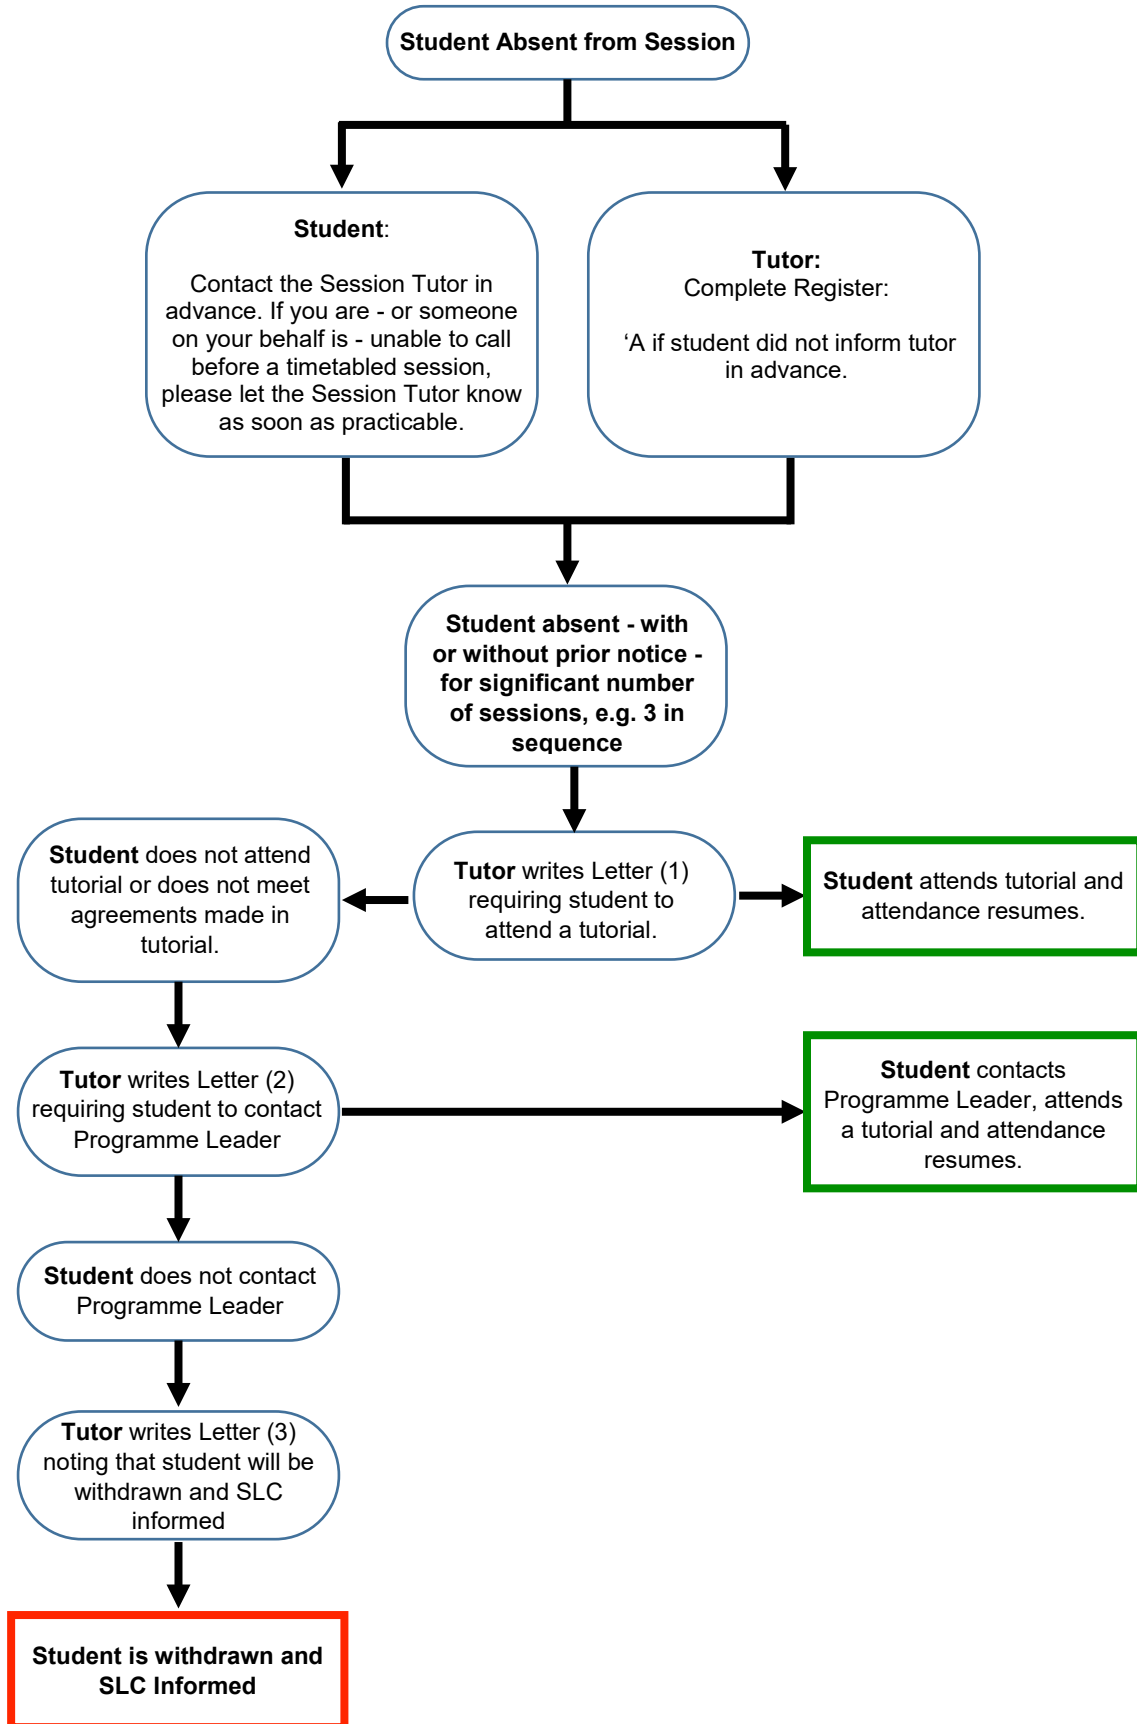 Student Absent from Session
Student:
Contact the Session Tutor in
advance. If you are - or someone
on your behalf is - unable to call
before a timetabled session,
please let the Session Tutor know
as soon as practicable.
Tutor:
Complete Register:
‘A if student did not inform tutor
in advance.
Student absent - with
or without prior notice -
for significant number
of sessions, e.g. 3 in
sequence
Student does not attend
tutorial or does not meet
agreements made in
tutorial.
Tutor writes Letter (1)
requiring student to
attend a tutorial.
Student attends tutorial and
attendance resumes.
Tutor writes Letter (2)
requiring student to contact
Programme Leader
Student contacts
Programme Leader, attends
a tutorial and attendance
resumes.
Student does not contact
Programme Leader
Tutor writes Letter (3)
noting that student will be
withdrawn and SLC
informed
Student is withdrawn and
SLC Informed